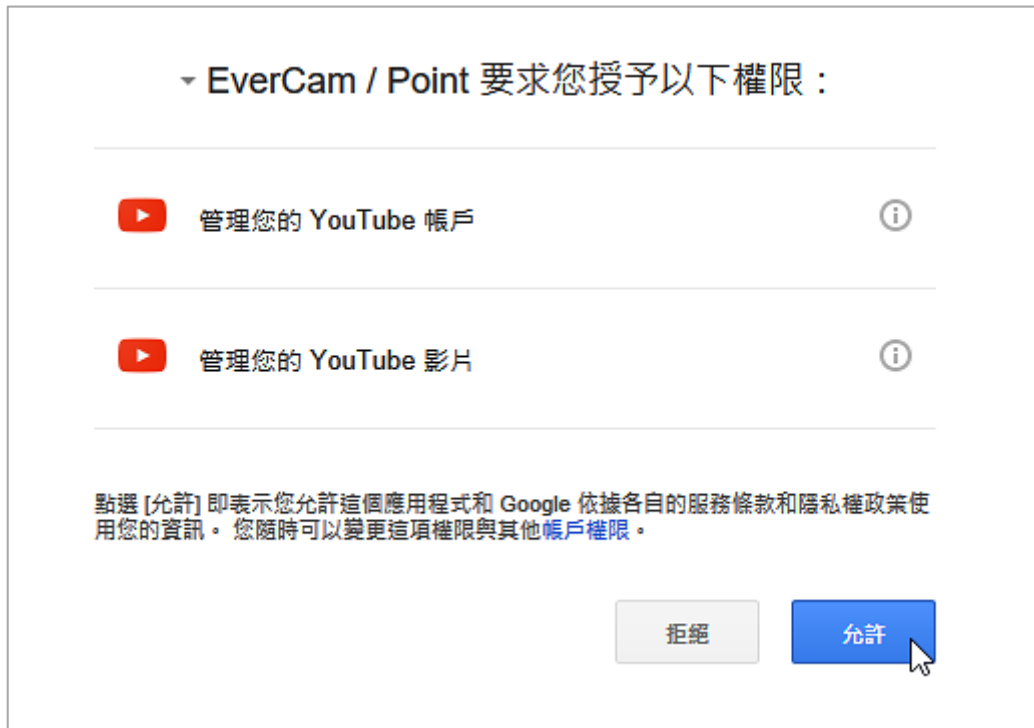 EverCam / Point 要求您授予以下權限：
管理您的 YouTube 帳戶
管理您的 YouTube 影片
點選 [允許] 即表示您允許這個應用程式和 Google 依據各自的服務條款和隱私權政策使
用您的資訊。 您隨時可以變更這項權限與其他帳戶權限。
拒絕
允許